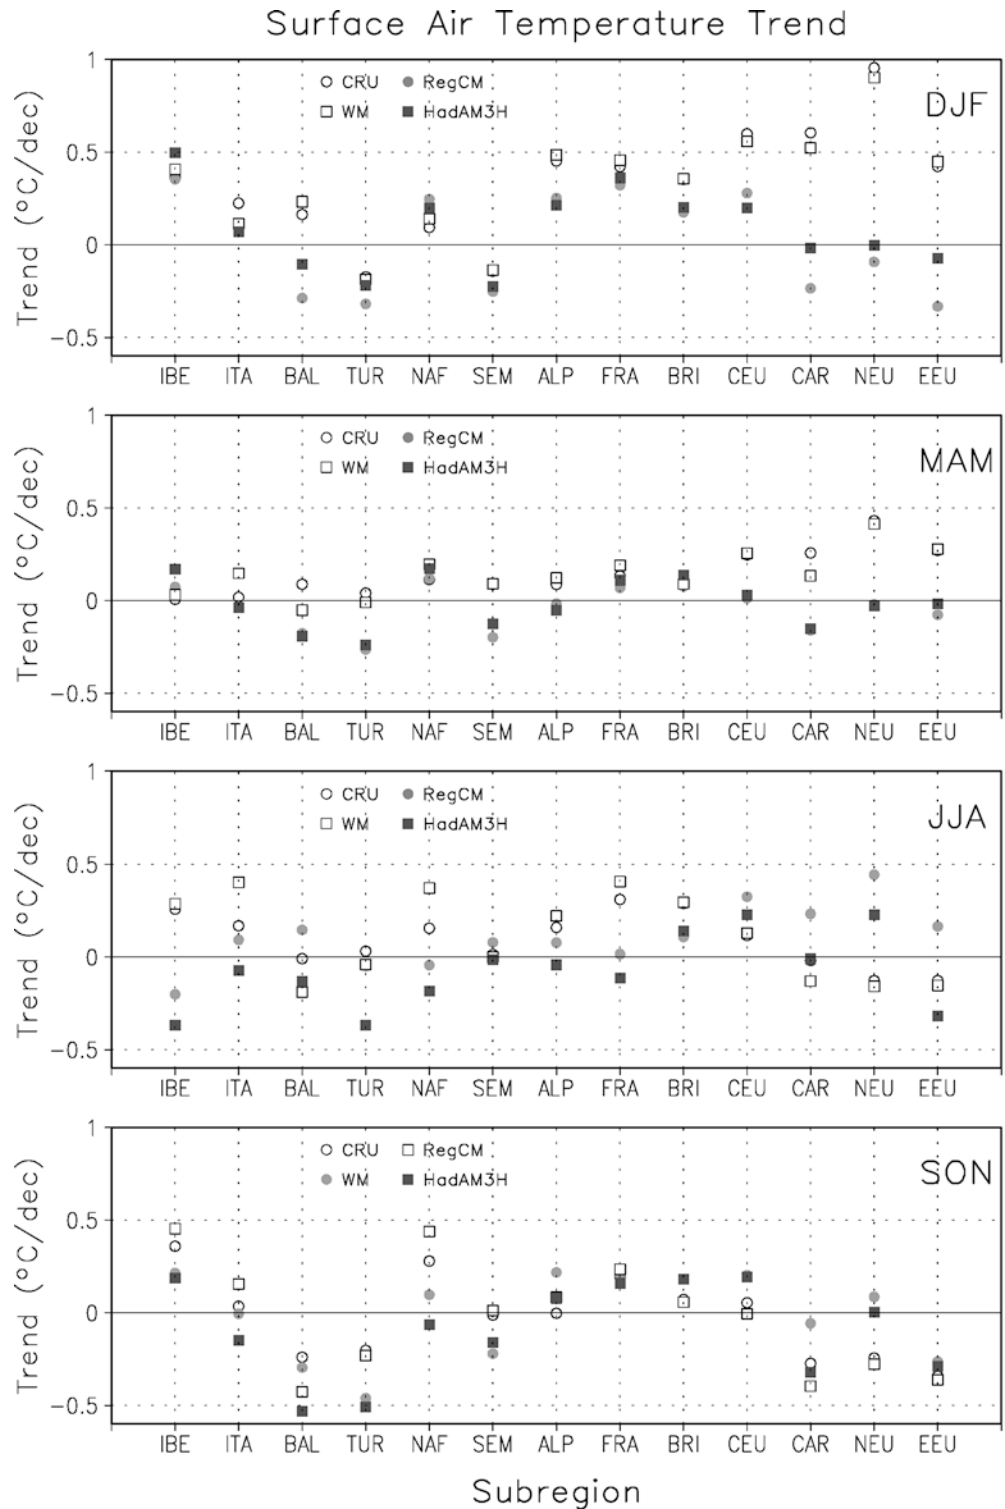 Surface Air Temperature Trend
Trend (°C/dec)
1
0.5
0
−0.5
CRU RegCM
WM HadAM3H
DJF
IBE ITA BAL TUR NAF SEM ALP FRA BRI CEU CAR NEU EEU
Trend (°C/dec)
1
0.5
0
−0.5
CRU RegCM
WM HadAM3H
MAM
IBE ITA BAL TUR NAF SEM ALP FRA BRI CEU CAR NEU EEU
Trend (°C/dec)
1
0.5
0
−0.5
CRU RegCM
WM HadAM3H
JJA
IBE ITA BAL TUR NAF SEM ALP FRA BRI CEU CAR NEU EEU
Trend (°C/dec)
1
0.5
0
−0.5
CRU RegCM
WM HadAM3H
SON
IBE ITA BAL TUR NAF SEM ALP FRA BRI CEU CAR NEU EEU
Subregion